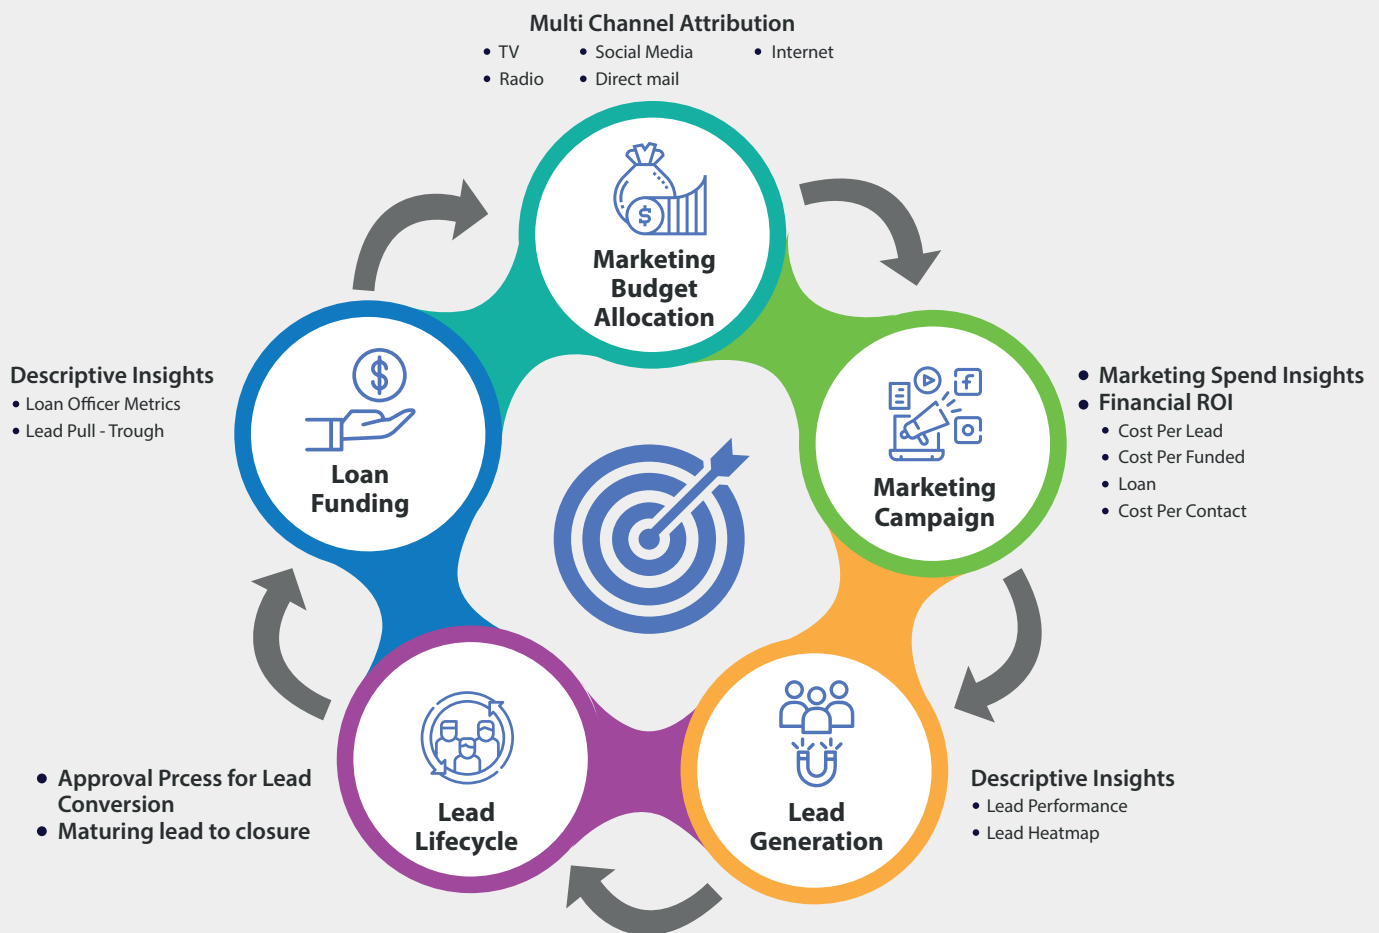 Multi Channel Attribution
• TV
• Social Media
• Internet
• Radio
• Direct mail
Marketing
Budget
Allocation
Marketing
Campaign
• Marketing Spend Insights
• Financial ROI
• Cost Per Lead
• Cost Per Funded
• Loan
• Cost Per Contact
Lead
Generation
Descriptive Insights
• Lead Performance
• Lead Heatmap
Lead
Lifecycle
• Approval Prcess for Lead
Conversion
• Maturing lead to closure
Loan
Funding
Descriptive Insights
• Loan Officer Metrics
• Lead Pull - Trough